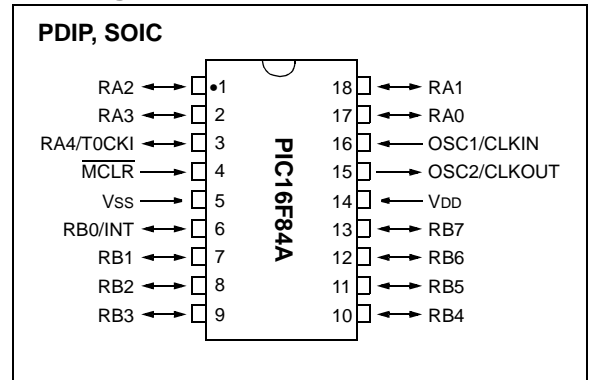 PDIP, SOIC
RA2 •1 18 RA1
RA3 2 17 RA0
RA4/T0CKI 3 16 OSC1/CLKIN
MCLR 4 15 OSC2/CLKOUT
VSS 5 14 VDD
RB0/INT 6 13 RB7
RB1 7 12 RB6
RB2 8 11 RB5
RB3 9 10 RB4
PIC16F84A